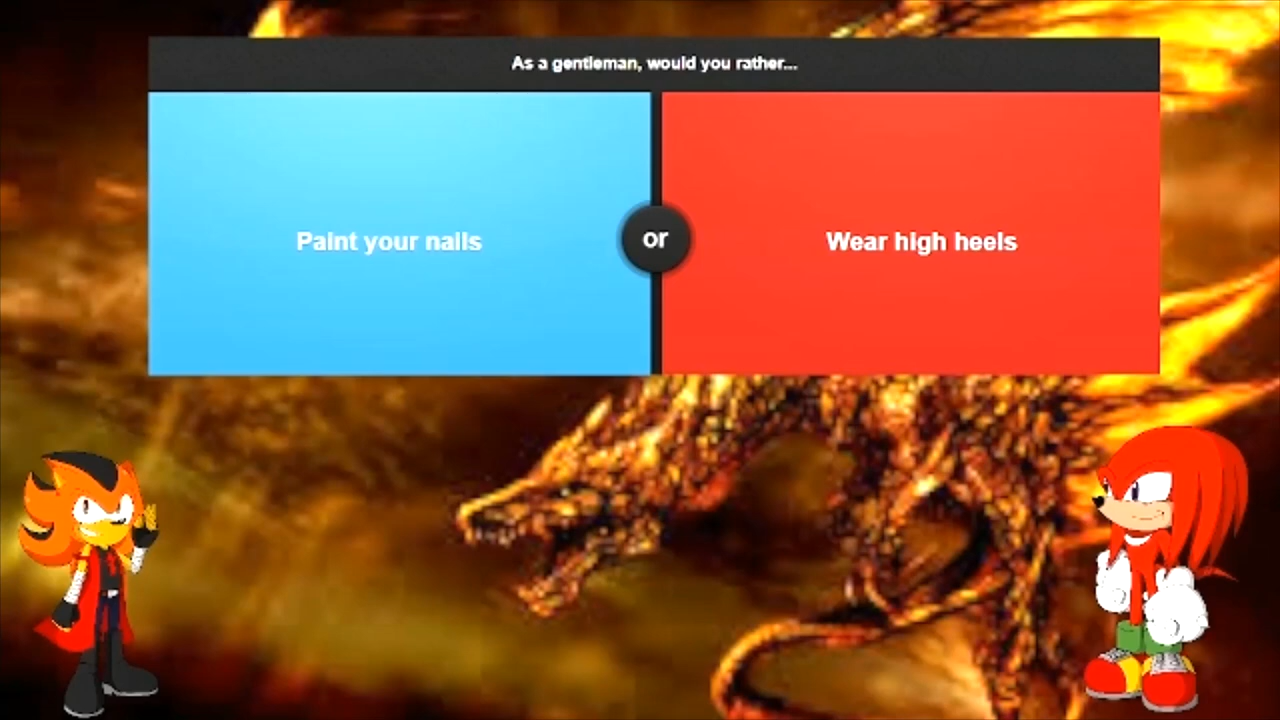 As a gentleman, would you rather...
Paint your nails
or
Wear high heels